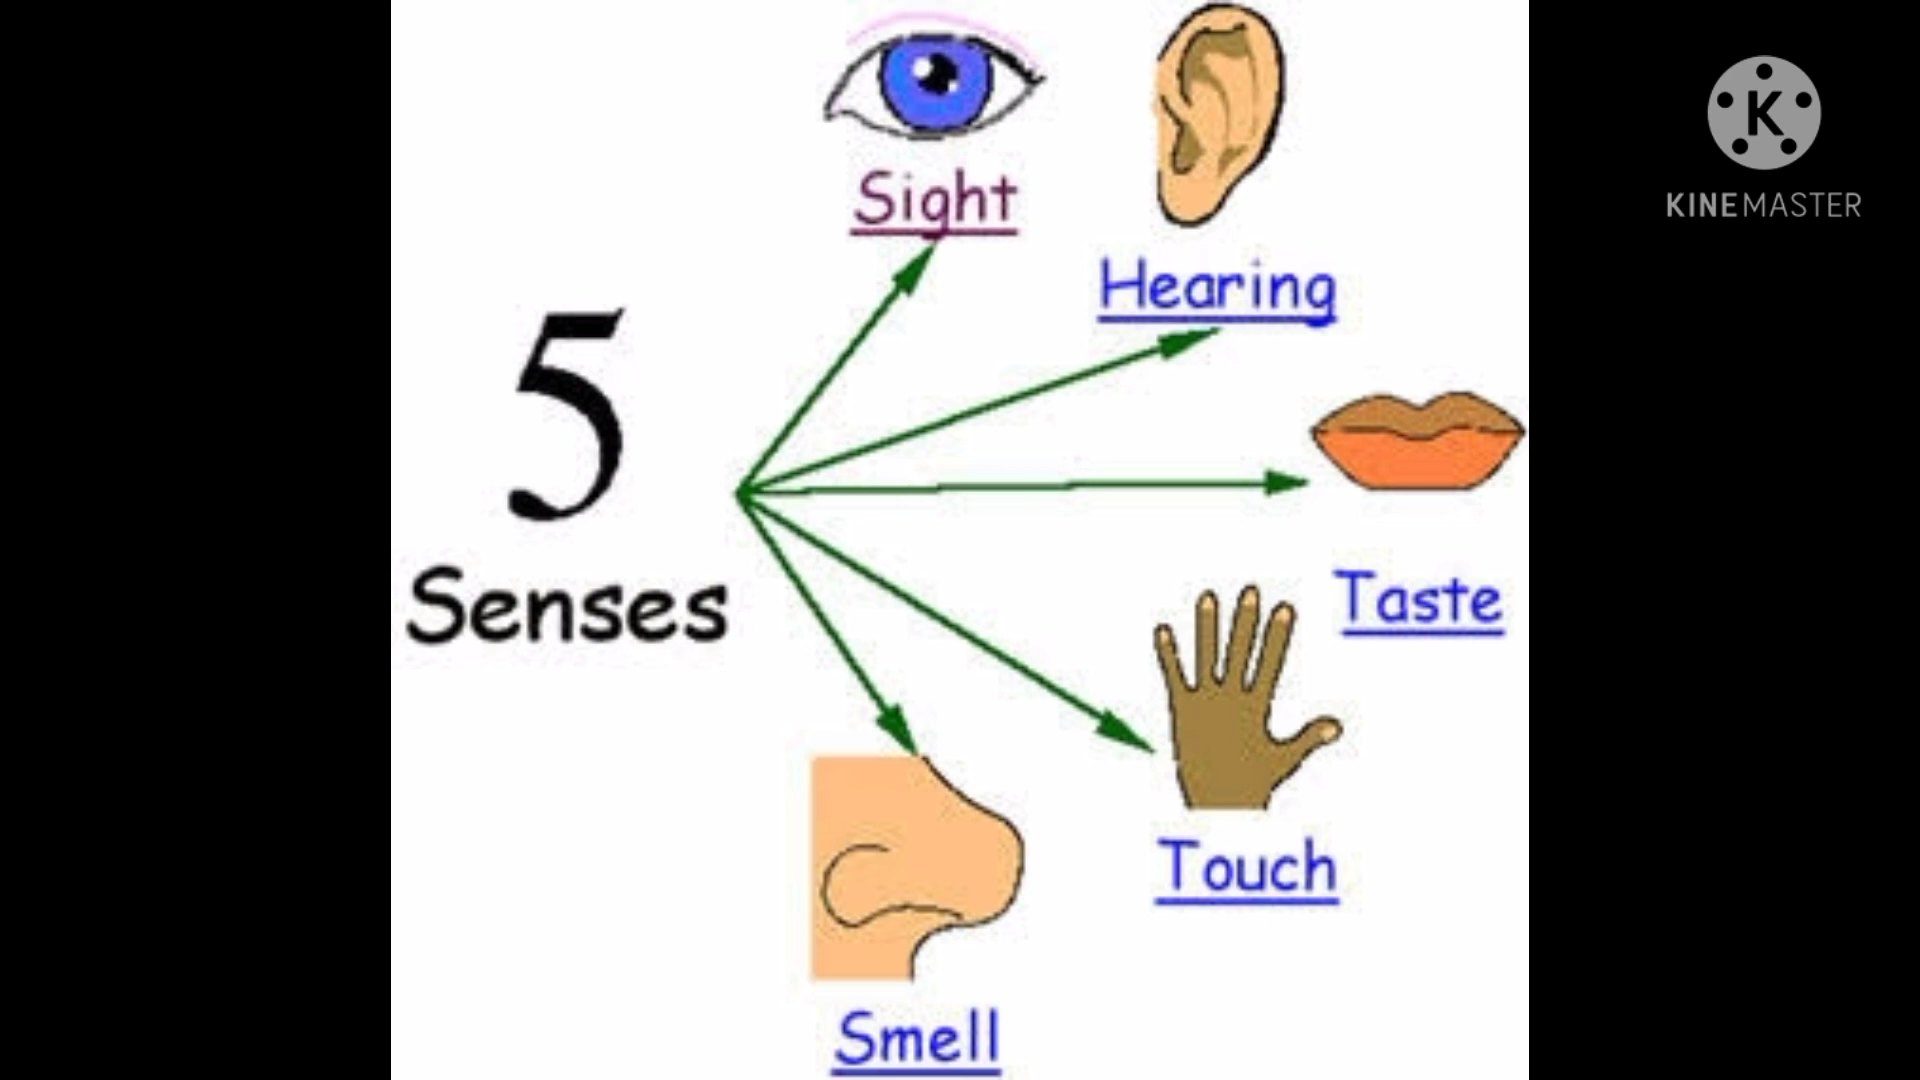 Sight
Hearing
5
Senses
Taste
Touch
Smell
K
KINEMASTER